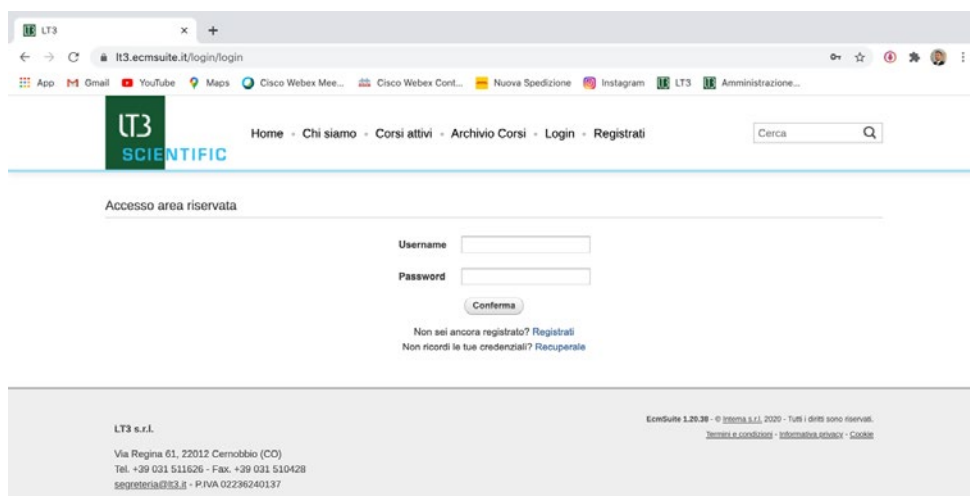 LT3
lt3.ecmsuite.it/login/login
App Gmail YouTube Maps Cisco Webex Mee... Cisco Webex Cont... Nuova Spedizione Instagram LT3 Amministrazione...
LT3
SCIENTIFIC
Home - Chi siamo - Corsi attivi - Archivio Corsi - Login - Registrati
Cerca
Accesso area riservata
Username
Password
Conferma
Non sei ancora registrato? Registrati
Non ricordi le tue credenziali? Recuperale
LT3 s.r.l.
Via Regina 61, 22012 Cernobbio (CO)
Tel. +39 031 511626 - Fax. +39 031 510428
segreteria@lt3.it - P.IVA 02236240137
EcmSuite 1.20.30 - © Interna s.r.l. 2020 - Tutti i diritti sono riservati.
Termini e condizioni - Informativa privacy - Cookie